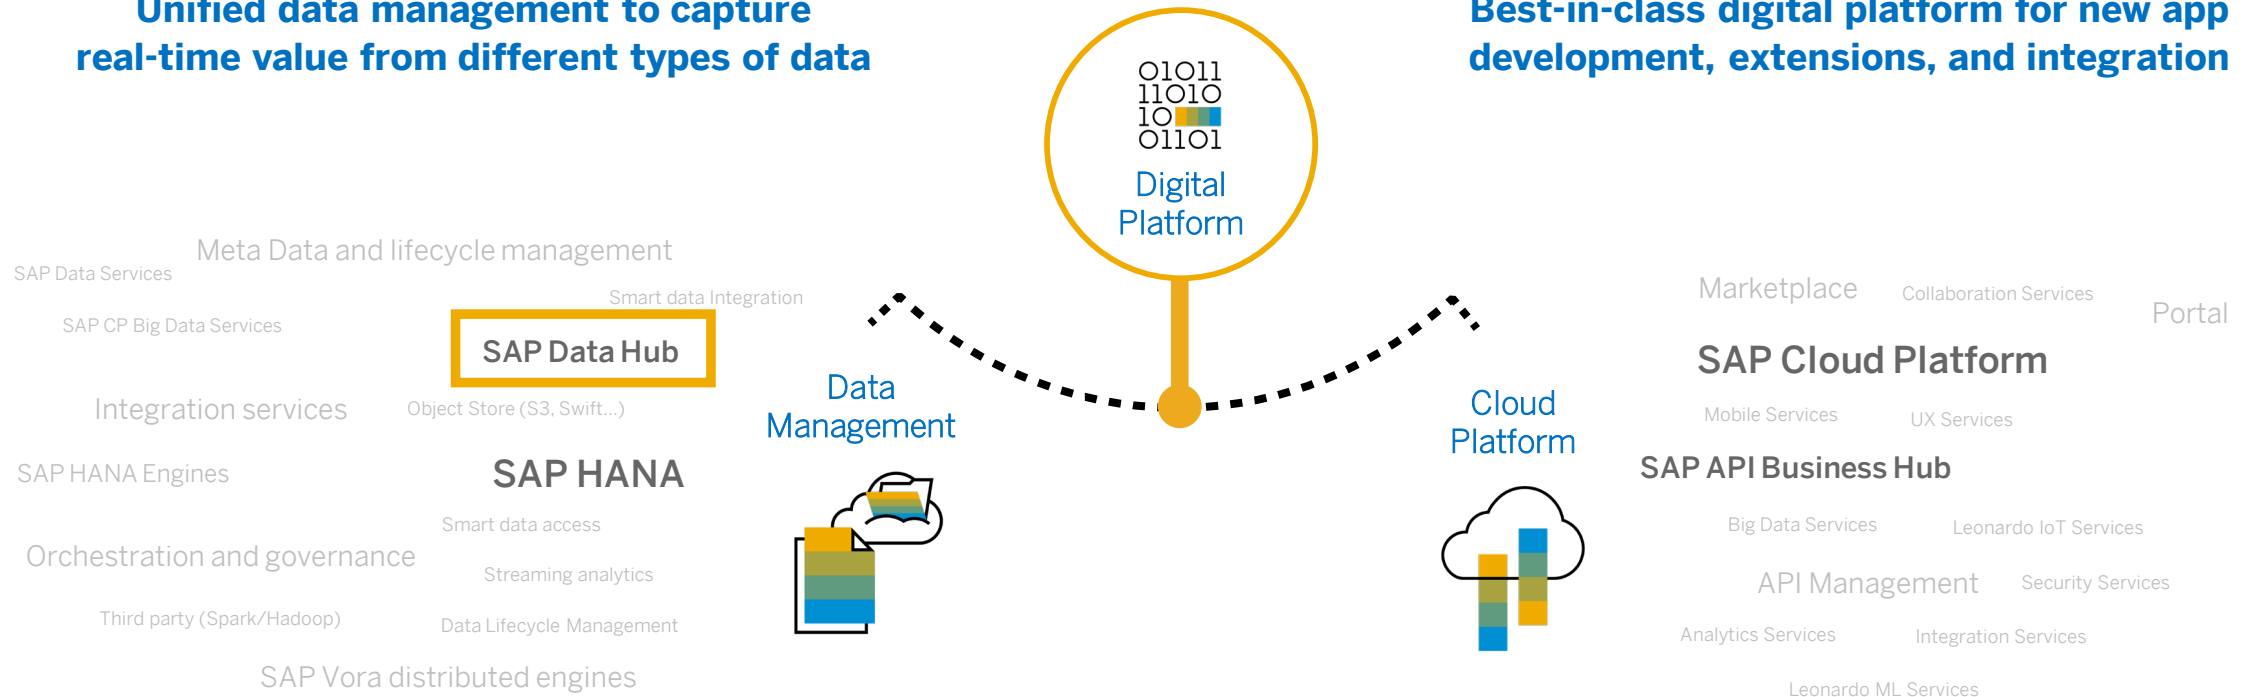 Unified data management to capture
real-time value from different types of data
Best-in-class digital platform for new app
development, extensions, and integration
01011
11010
10
01101
Digital
Platform
Meta Data and lifecycle management
SAP Data Services
Smart data Integration
SAP CP Big Data Services
SAP Data Hub
Integration services
Object Store (S3, Swift...)
SAP HANA Engines
SAP HANA
Smart data access
Orchestration and governance
Streaming analytics
Third party (Spark/Hadoop)
Data Lifecycle Management
SAP Vora distributed engines
Data
Management
Cloud
Platform
Marketplace
Collaboration Services
Portal
SAP Cloud Platform
Mobile Services
UX Services
SAP API Business Hub
Big Data Services
Leonardo IoT Services
API Management
Security Services
Analytics Services
Integration Services
Leonardo ML Services